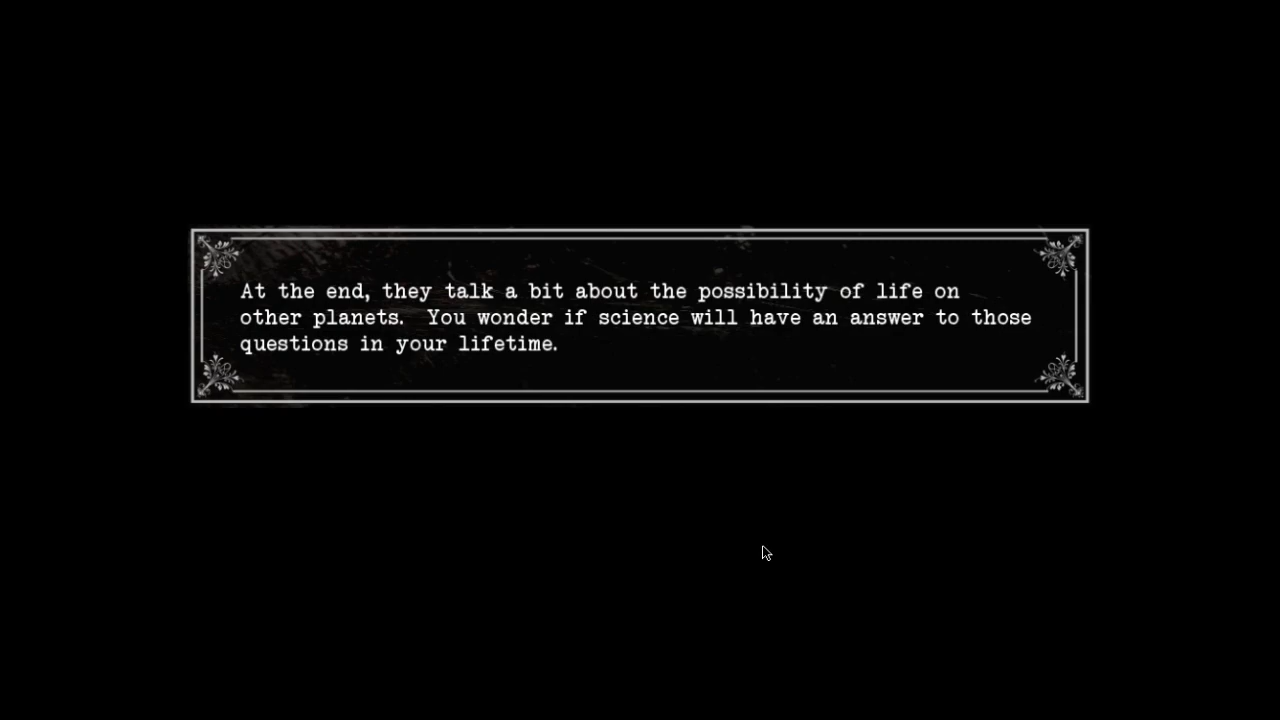 At the end, they talk a bit about the possibility of life on
other planets.  You wonder if science will have an answer to those
questions in your lifetime.